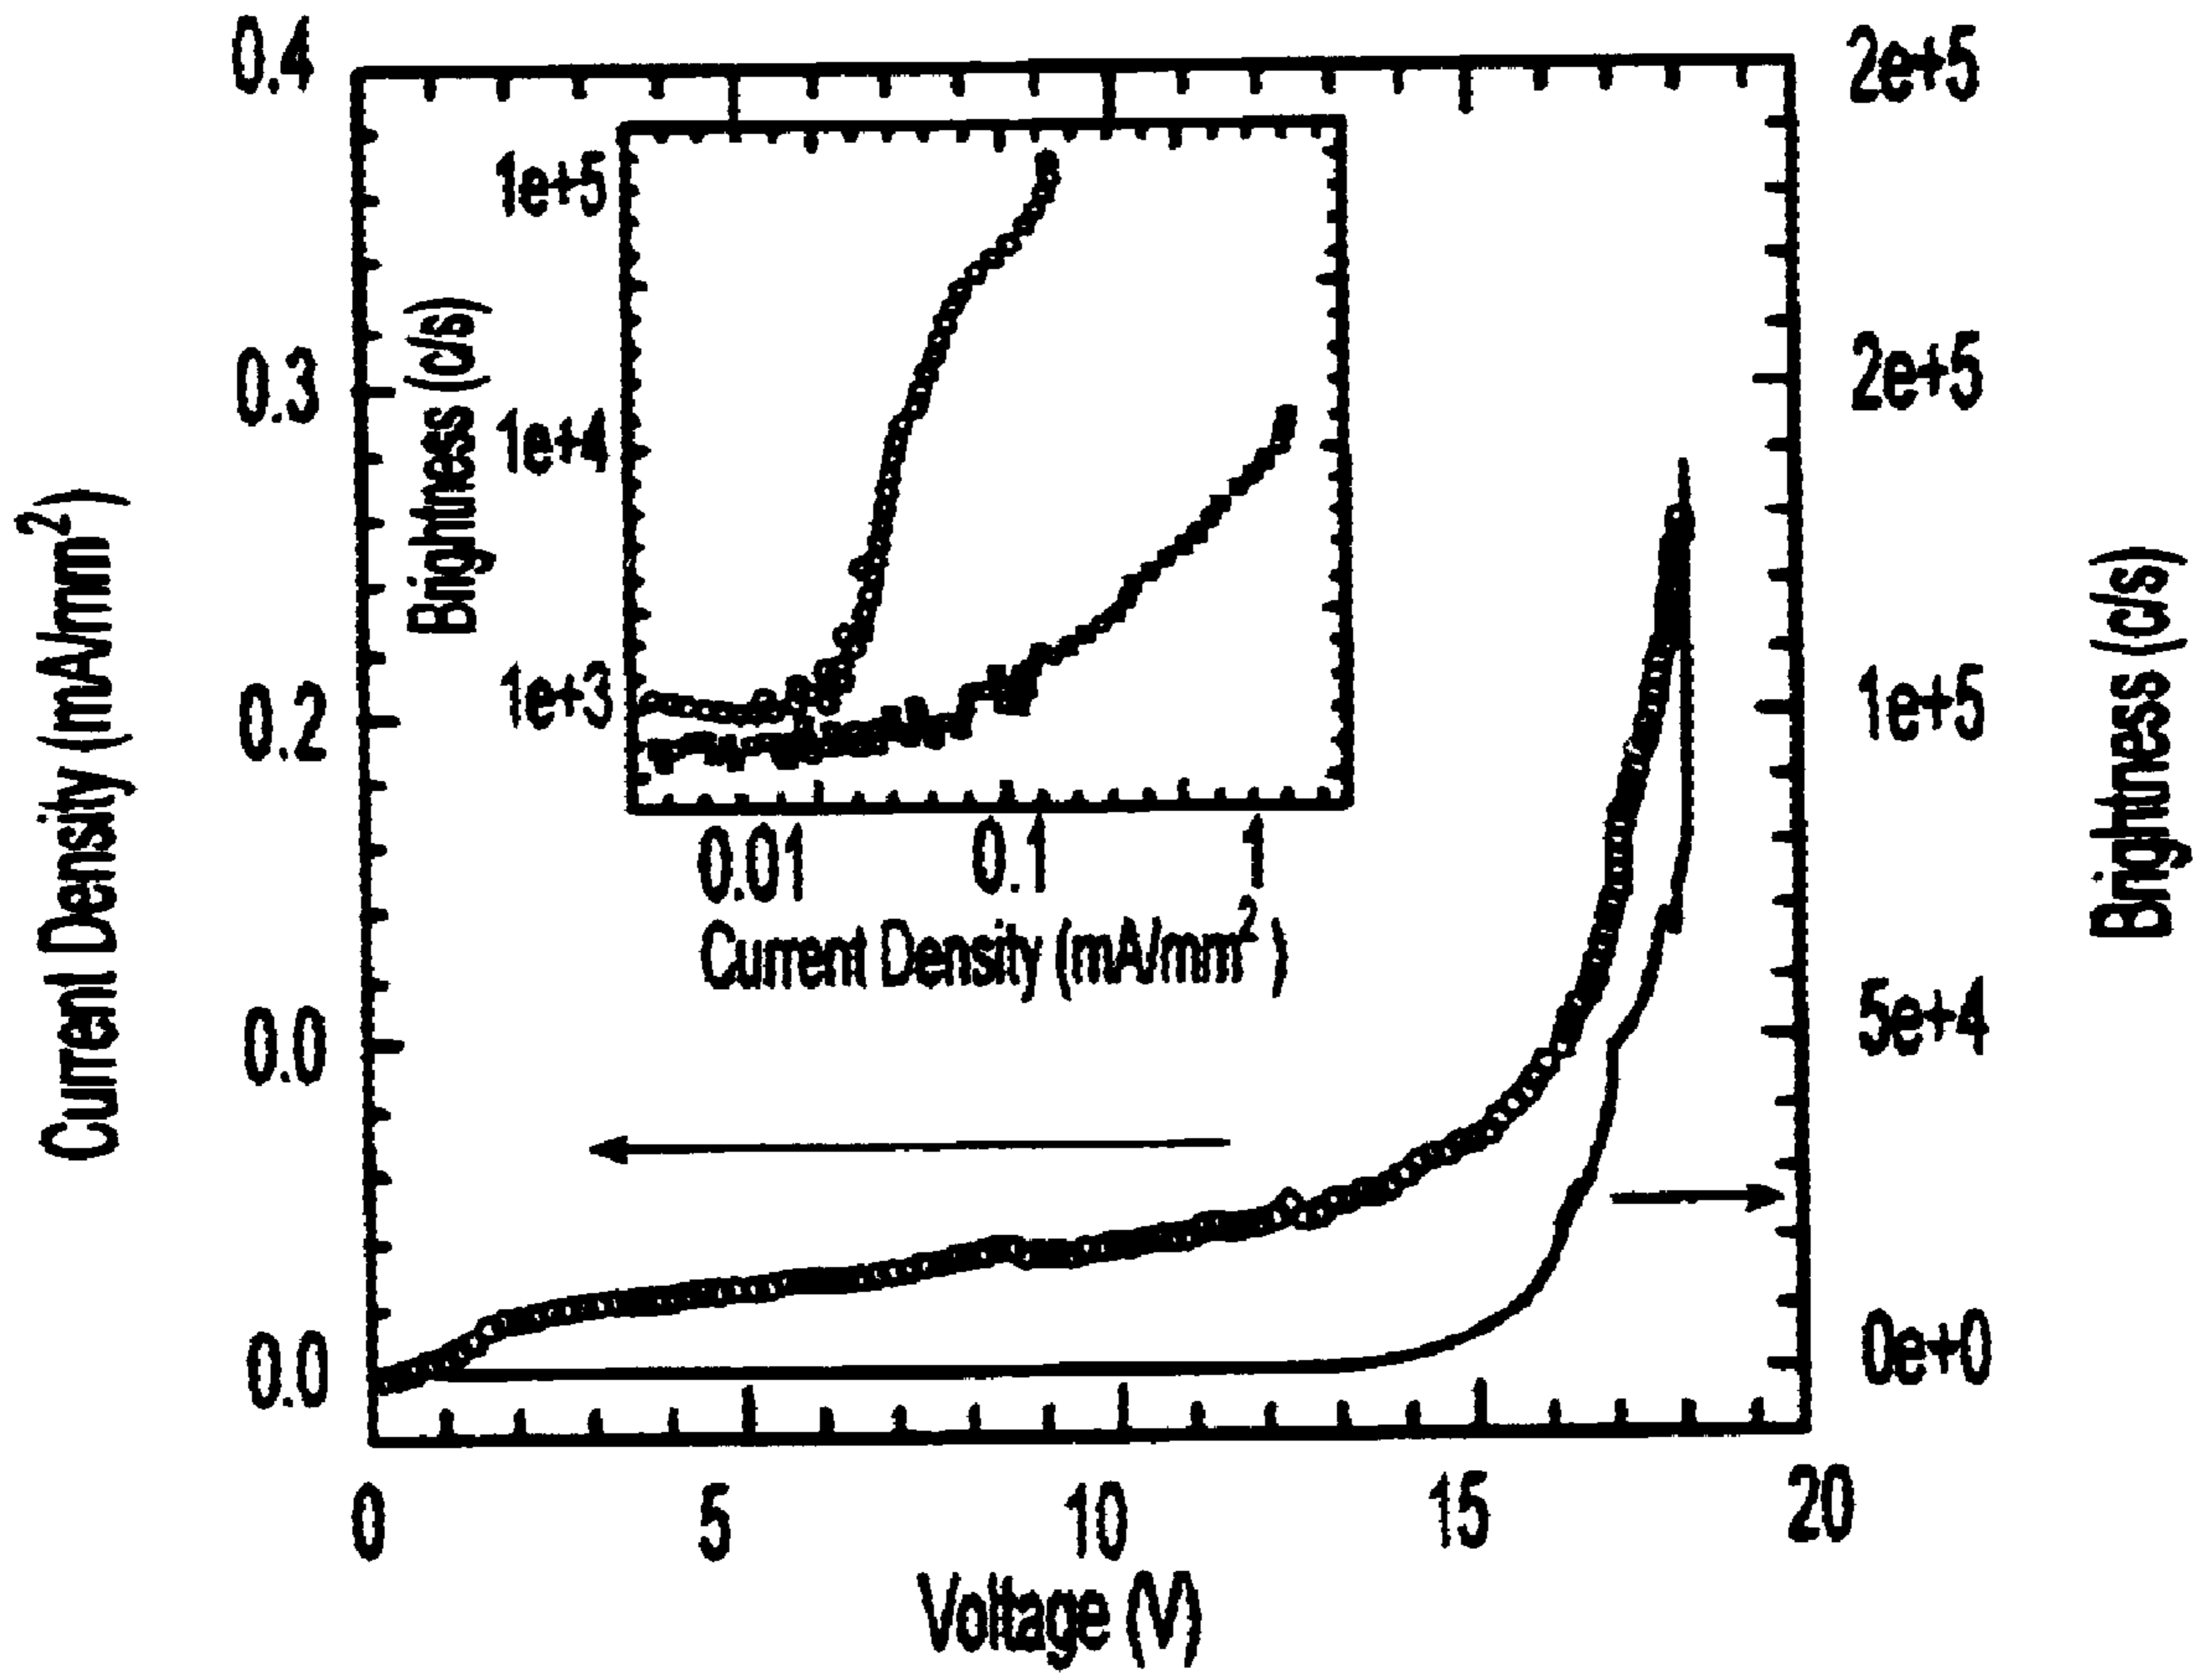 0.4
0.3
0.2
0.0
0.0
Current Density (mA/mm²)
1e+5
1e+4
1e+3
Brightness (c/s)
0.01 0.1 1
Current Density (mA/mm²)
2e+5
2e+5
1e+5
5e+4
0e+0
Brightness (c/s)
0 5 10 15 20
Voltage (V)